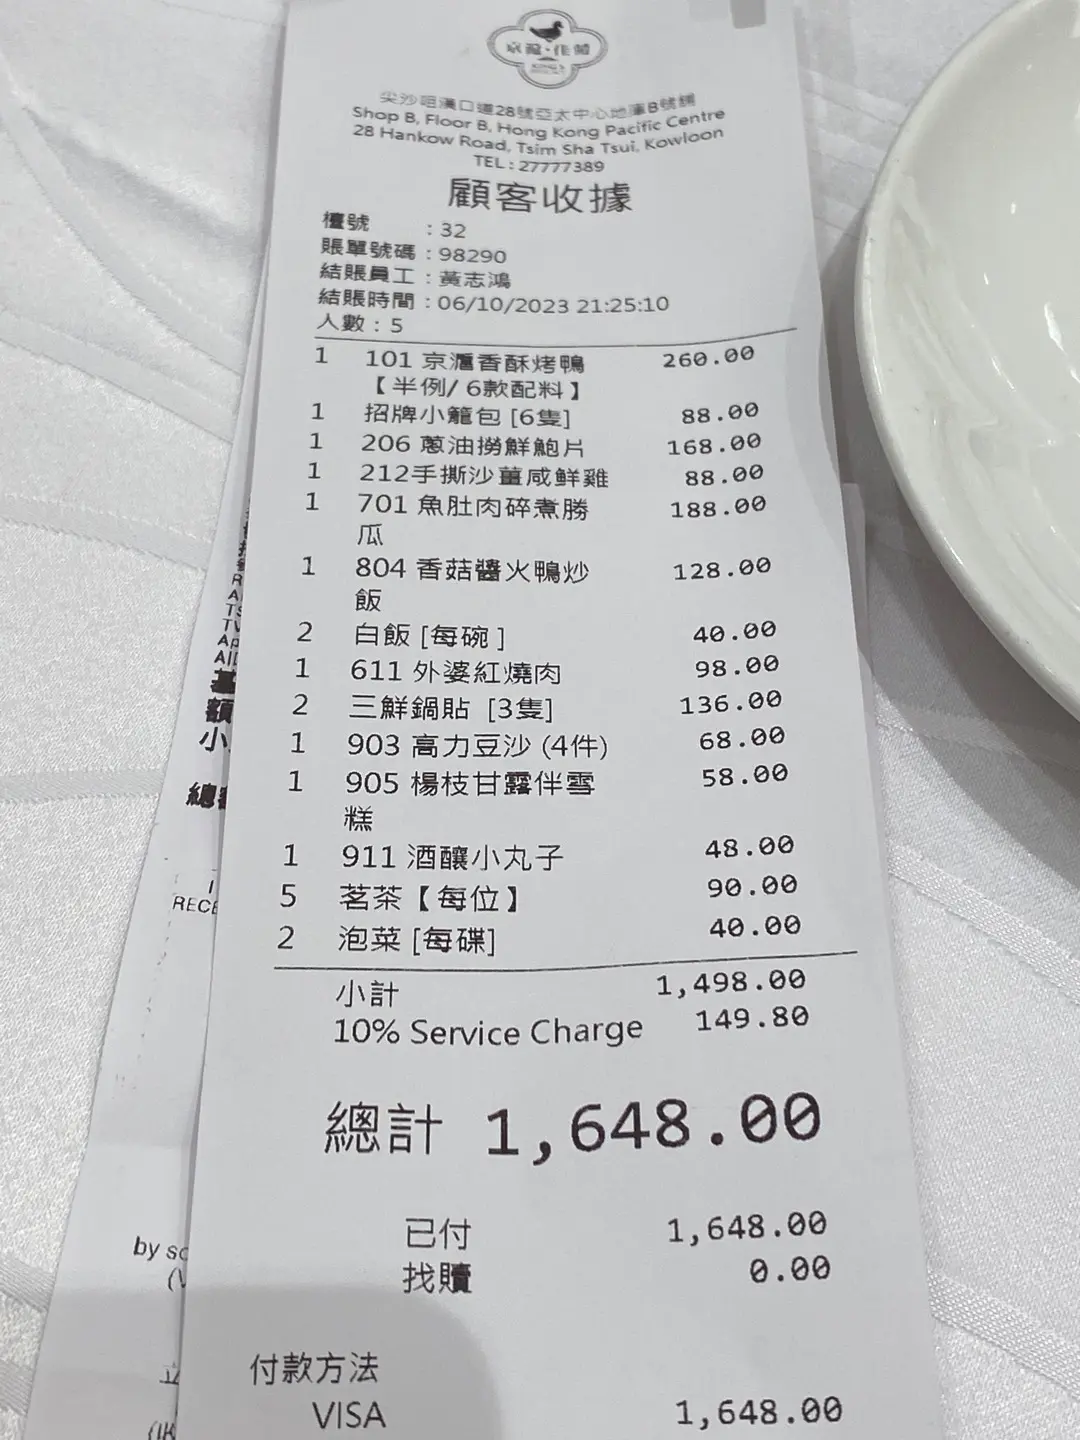 京滬·佳饌
尖沙咀漢口道28號亞太中心地庫B號舖
Shop B, Floor B, Hong Kong Pacific Centre
28 Hankow Road, Tsim Sha Tsui, Kowloon
TEL : 27777389
顧客收據
檯號 : 32
賬單號碼 : 98290
結賬員工 : 黃志鴻
結賬時間 : 06/10/2023 21:25:10
人數 : 5
1 101 京滬香酥烤鴨 260.00
【半例/ 6款配料】
1 招牌小籠包 [6隻] 88.00
1 206 蔥油撈鮮鮑片 168.00
1 212手撕沙薑咸鮮雞 88.00
1 701 魚肚肉碎煮勝 188.00
瓜
1 804 香菇醬火鴨炒 128.00
飯
2 白飯 [每碗 ] 40.00
1 611 外婆紅燒肉 98.00
2 三鮮鍋貼 [3隻] 136.00
1 903 高力豆沙 (4件) 68.00
1 905 楊枝甘露伴雪 58.00
糕
1 911 酒釀小丸子 48.00
5 茗茶【每位】 90.00
2 泡菜 [每碟] 40.00
小計 1,498.00
10% Service Charge 149.80
總計 1,648.00
已付 1,648.00
找贖 0.00
付款方法
VISA 1,648.00